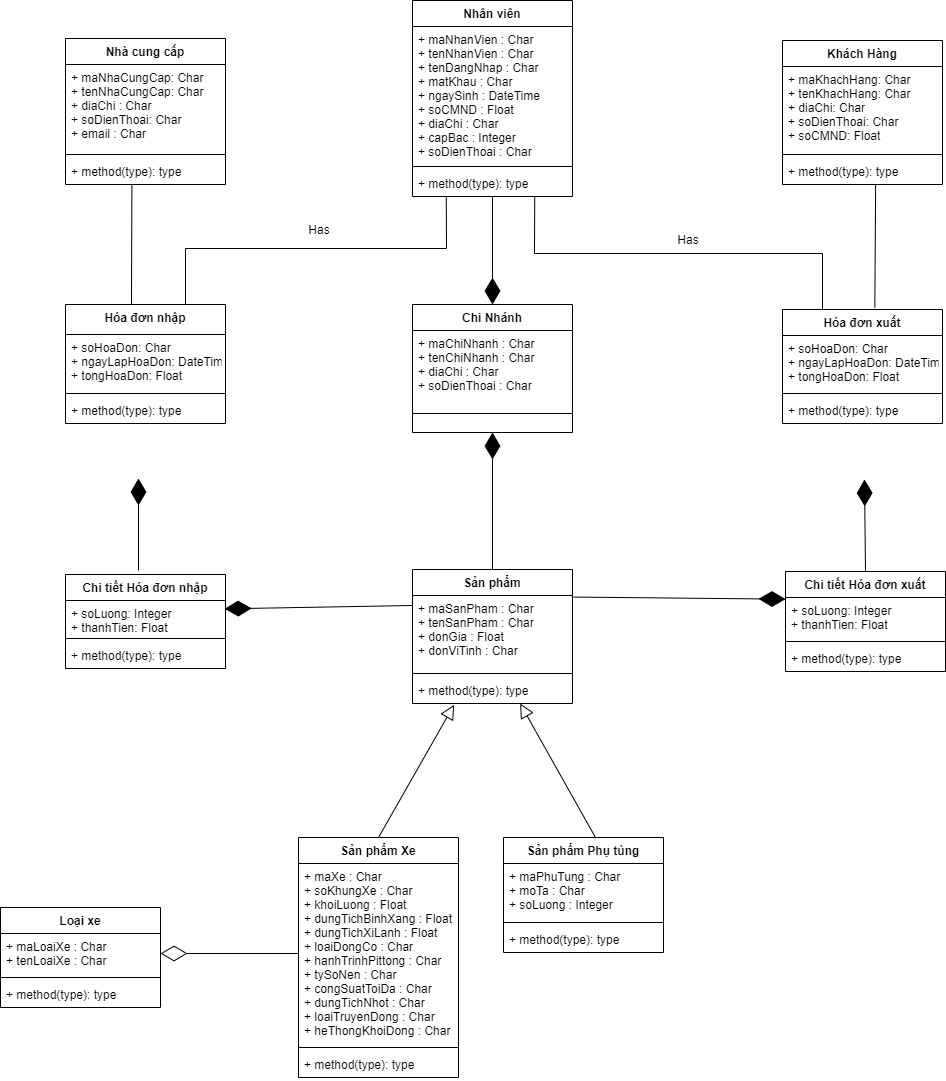 Nhân viên
+ maNhanVien : Char
+ tenNhanVien : Char
+ tenDangNhap : Char
+ matKhau : Char
+ ngaySinh : DateTime
+ soCMND : Float
+ diaChi : Char
+ capBac : Integer
+ soDienThoai : Char
+ method(type): type
Nhà cung cấp
+ maNhaCungCap: Char
+ tenNhaCungCap: Char
+ diaChi : Char
+ soDienThoai: Char
+ email : Char
+ method(type): type
Khách Hàng
+ maKhachHang: Char
+ tenKhachHang: Char
+ diaChi: Char
+ soDienThoai: Char
+ soCMND: Float
+ method(type): type
Has
Has
Hóa đơn nhập
+ soHoaDon: Char
+ ngayLapHoaDon: DateTim
+ tongHoaDon: Float
+ method(type): type
Chi Nhánh
+ maChiNhanh : Char
+ tenChiNhanh : Char
+ diaChi : Char
+ soDienThoai : Char
Hóa đơn xuất
+ soHoaDon: Char
+ ngayLapHoaDon: DateTim
+ tongHoaDon: Float
+ method(type): type
Chi tiết Hóa đơn nhập
+ soLuong: Integer
+ thanhTien: Float
+ method(type): type
Sản phẩm
+ maSanPham : Char
+ tenSanPham : Char
+ donGia : Float
+ donViTinh : Char
+ method(type): type
Chi tiết Hóa đơn xuất
+ soLuong: Integer
+ thanhTien: Float
+ method(type): type
Sản phẩm Xe
+ maXe : Char
+ soKhungXe : Char
+ khoiLuong : Float
+ dungTichBinhXang : Float
+ dungTichXiLanh : Float
+ loaiDongCo : Char
+ hanhTrinhPittong : Char
+ tySoNen : Char
+ congSuatToiDa : Char
+ dungTichNhot : Char
+ loaiTruyenDong : Char
+ heThongKhoiDong : Char
+ method(type): type
Sản phẩm Phụ tùng
+ maPhuTung : Char
+ moTa : Char
+ soLuong : Integer
+ method(type): type
Loại xe
+ maLoaiXe : Char
+ tenLoaiXe : Char
+ method(type): type